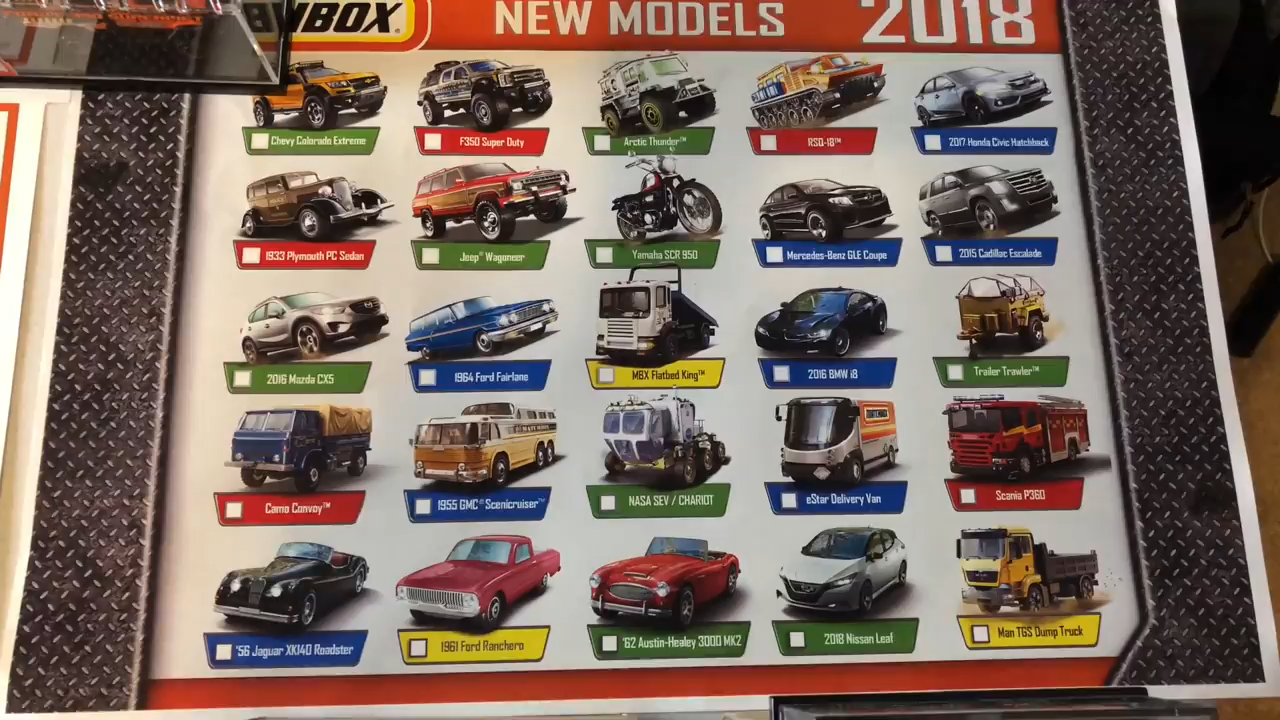 BOX.
NEW MODELS
2018
Chevy Colorado Extreme
F350 Super Duty
Arctic Thunder™
RSQ-18™
2017 Honda Civic Hatchback
1933 Plymouth PC Sedan
Jeep® Wagoneer
Yamaha SCR 950
Mercedes-Benz GLE Coupe
2015 Cadillac Escalade
2016 Mazda CX5
1964 Ford Fairlane
MBX Flatbed King™
2016 BMW i8
Trailer Trawler™
Camo Convoy™
1955 GMC® Scenicruiser™
NASA SEV / CHARIOT
eStar Delivery Van
Scania P360
'56 Jaguar XK140 Roadster
1961 Ford Ranchero
'62 Austin-Healey 3000 MK2
2018 Nissan Leaf
Man TGS Dump Truck